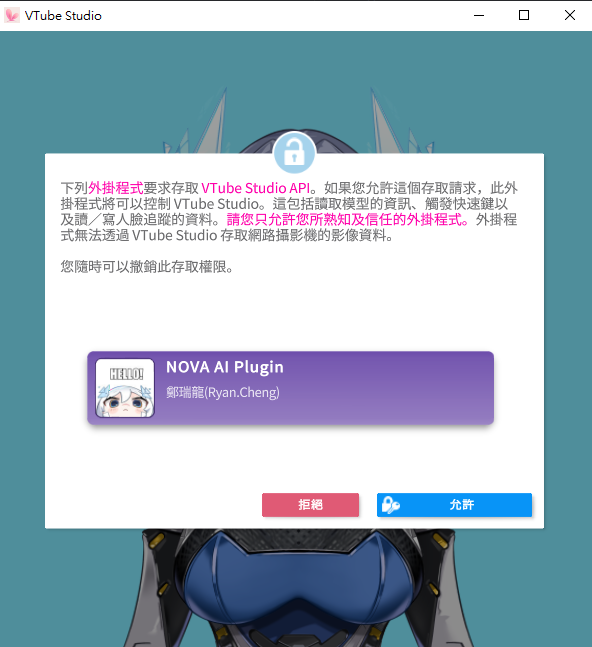 VTube Studio
下列外掛程式要求存取 VTube Studio API。如果您允許這個存取請求，此外
掛程式將可以控制 VTube Studio。這包括讀取模型的資訊、觸發快速鍵以
及讀／寫人臉追蹤的資料。請您只允許您所熟知及信任的外掛程式。外掛程
式無法透過 VTube Studio 存取網路攝影機的影像資料。
您隨時可以撤銷此存取權限。
HELLO!
NOVA AI Plugin
鄭瑞龍(Ryan.Cheng)
拒絕
允許